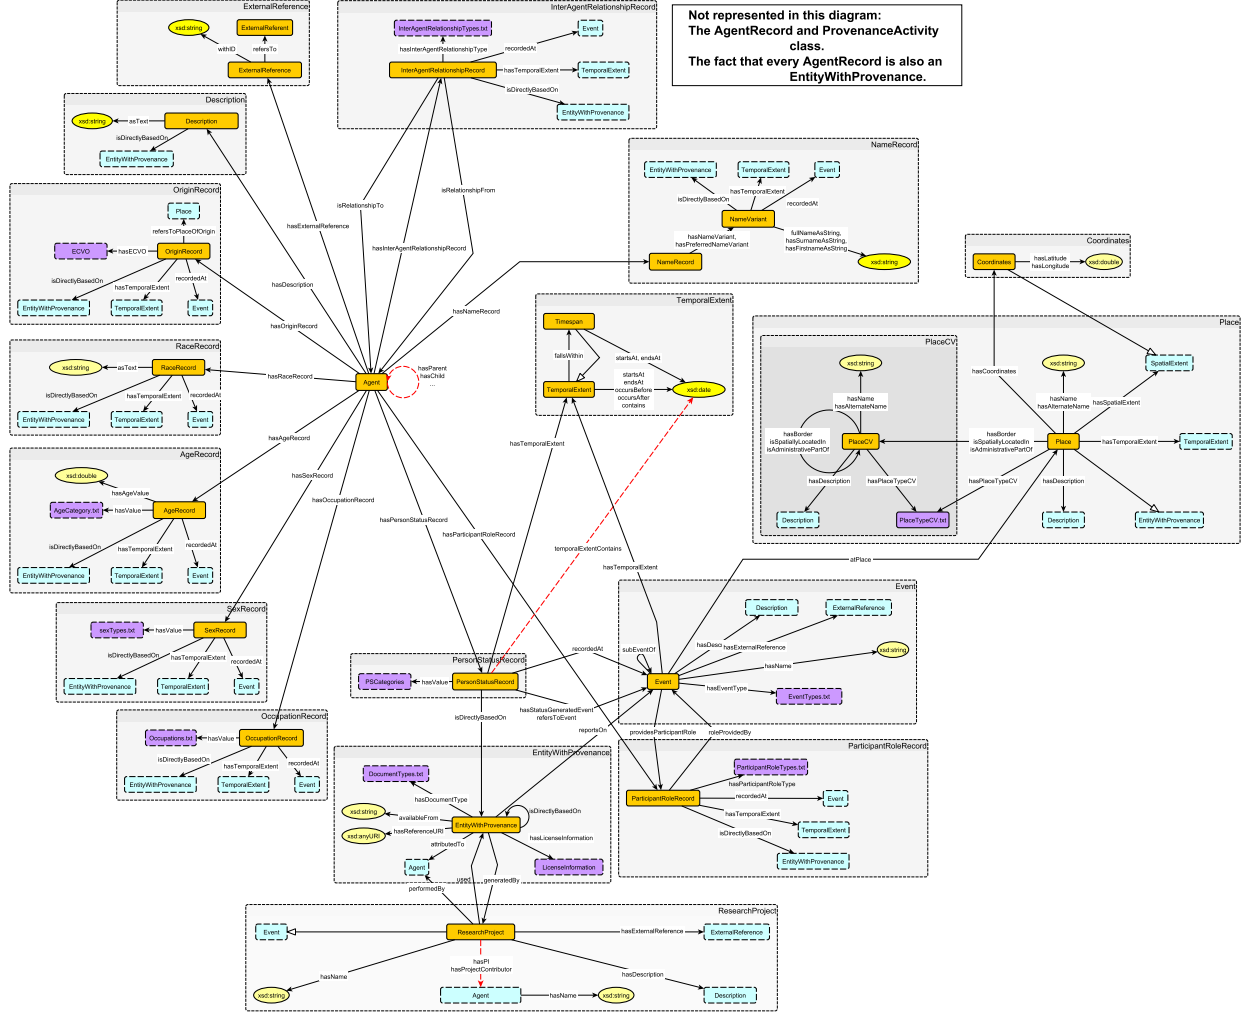 Not represented in this diagram:
The AgentRecord and ProvenanceActivity
class.
The fact that every AgentRecord is also an
EntityWithProvenance.
ExternalReference
xsd:string
ExternalReferent
withID
refersTo
ExternalReference
InterAgentRelationshipRecord
InterAgentRelationshipTypes.txt
Event
hasInterAgentRelationshipType
recordedAt
InterAgentRelationshipRecord
hasTemporalExtent
TemporalExtent
isDirectlyBasedOn
EntityWithProvenance
Description
xsd:string
asText
Description
isDirectlyBasedOn
EntityWithProvenance
NameRecord
EntityWithProvenance
TemporalExtent
Event
isDirectlyBasedOn
hasTemporalExtent
recordedAt
NameVariant
hasNameVariant,
hasPreferredNameVariant
fullNameAsString,
hasSurnameAsString,
hasFirstnameAsString
NameRecord
xsd:string
OriginRecord
Place
refersToPlaceOfOrigin
ECVO
hasECVO
OriginRecord
isDirectlyBasedOn
hasTemporalExtent
recordedAt
EntityWithProvenance
TemporalExtent
Event
isRelationshipFrom
isRelationshipTo
hasExternalReference
hasInterAgentRelationshipRecord
hasDescription
hasNameRecord
hasOriginRecord
Coordinates
Coordinates
hasLatitude
hasLongitude
xsd:double
TemporalExtent
Timespan
fallsWithin
startsAt, endsAt
TemporalExtent
startsAt
endsAt
occursBefore
occursAfter
contains
xsd:date
Place
PlaceCV
xsd:string
hasName
hasAlternateName
hasBorder
isSpatiallyLocatedIn
isAdministrativePartOf
PlaceCV
hasDescription
hasPlaceTypeCV
Description
PlaceTypeCV.txt
hasCoordinates
xsd:string
SpatialExtent
hasName
hasAlternateName
hasSpatialExtent
hasBorder
isSpatiallyLocatedIn
isAdministrativePartOf
Place
hasTemporalExtent
TemporalExtent
hasPlaceTypeCV
hasDescription
Description
EntityWithProvenance
RaceRecord
xsd:string
asText
RaceRecord
isDirectlyBasedOn
hasTemporalExtent
recordedAt
EntityWithProvenance
TemporalExtent
Event
hasRaceRecord
Agent
hasParent
hasChild
...
AgeRecord
xsd:double
hasAgeValue
AgeCategory.txt
hasValue
AgeRecord
isDirectlyBasedOn
hasTemporalExtent
recordedAt
EntityWithProvenance
TemporalExtent
Event
hasAgeRecord
hasSexRecord
hasOccupationRecord
hasPersonStatusRecord
hasParticipantRoleRecord
hasTemporalExtent
temporalExtentContains
hasTemporalExtent
atPlace
SexRecord
sexTypes.txt
hasValue
SexRecord
isDirectlyBasedOn
hasTemporalExtent
recordedAt
EntityWithProvenance
TemporalExtent
Event
OccupationRecord
Occupations.txt
hasValue
OccupationRecord
isDirectlyBasedOn
hasTemporalExtent
recordedAt
EntityWithProvenance
TemporalExtent
Event
PersonStatusRecord
PSCategories
hasValue
PersonStatusRecord
recordedAt
hasStatusGeneratedEvent
refersToEvent
isDirectlyBasedOn
reportsOn
Event
Description
ExternalReference
subEventOf
hasExternalReference
xsd:string
hasName
Event
hasEventType
EventTypes.txt
providesParticipantRole
roleProvidedBy
ParticipantRoleRecord
ParticipantRoleTypes.txt
hasParticipantRoleType
ParticipantRoleRecord
recordedAt
Event
hasTemporalExtent
TemporalExtent
isDirectlyBasedOn
EntityWithProvenance
EntityWithProvenance
DocumentTypes.txt
hasDocumentType
xsd:string
availableFrom
isDirectlyBasedOn
EntityWithProvenance
xsd:anyURI
hasReferenceURI
attributedTo
hasLicenseInformation
Agent
LicenseInformation
used
generatedBy
performedBy
ResearchProject
Event
ResearchProject
hasExternalReference
ExternalReference
hasName
hasPI
hasProjectContributor
hasDescription
xsd:string
Agent
hasName
xsd:string
Description